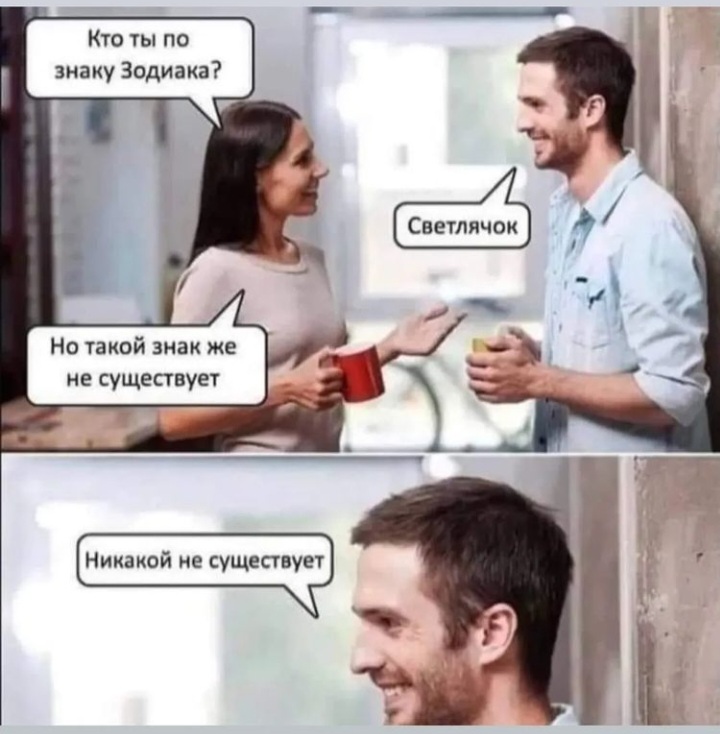 Кто ты по
знаку Зодиака?
Светлячок
Но такой знак же
не существует
Никакой не существует